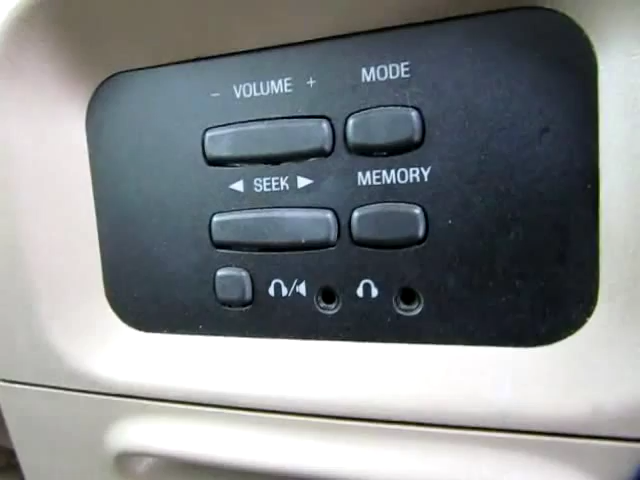 - VOLUME +
MODE
◄ SEEK ►
MEMORY